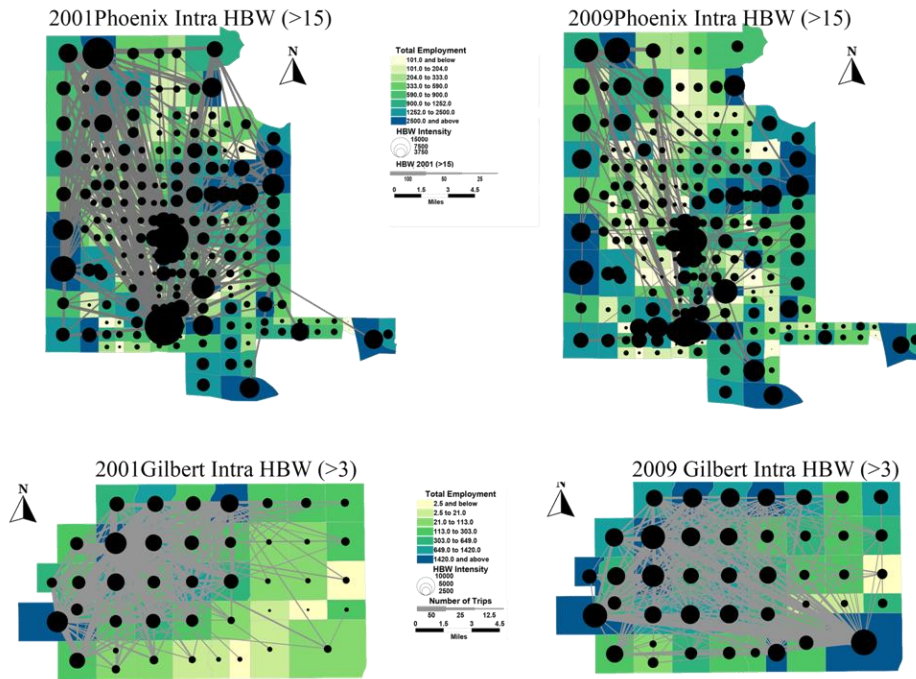 2001Phoenix Intra HBW (>15)
2009Phoenix Intra HBW (>15)
N
N
Total Employment
101.0 and below
101.0 to 204.0
204.0 to 333.0
333.0 to 590.0
590.0 to 900.0
900.0 to 1252.0
1252.0 to 2500.0
2500.0 and above
HBW Intensity
15000
7500
3750
HBW 2001 (>15)
100 50 25
0 1.5 3 4.5
Miles
2001Gilbert Intra HBW (>3)
2009 Gilbert Intra HBW (>3)
N
N
Total Employment
2.5 and below
2.5 to 21.0
21.0 to 113.0
113.0 to 303.0
303.0 to 649.0
649.0 to 1420.0
1420.0 and above
HBW Intensity
10000
5000
2500
Number of Trips
50 25 12.5
0 1.5 3 4.5
Miles